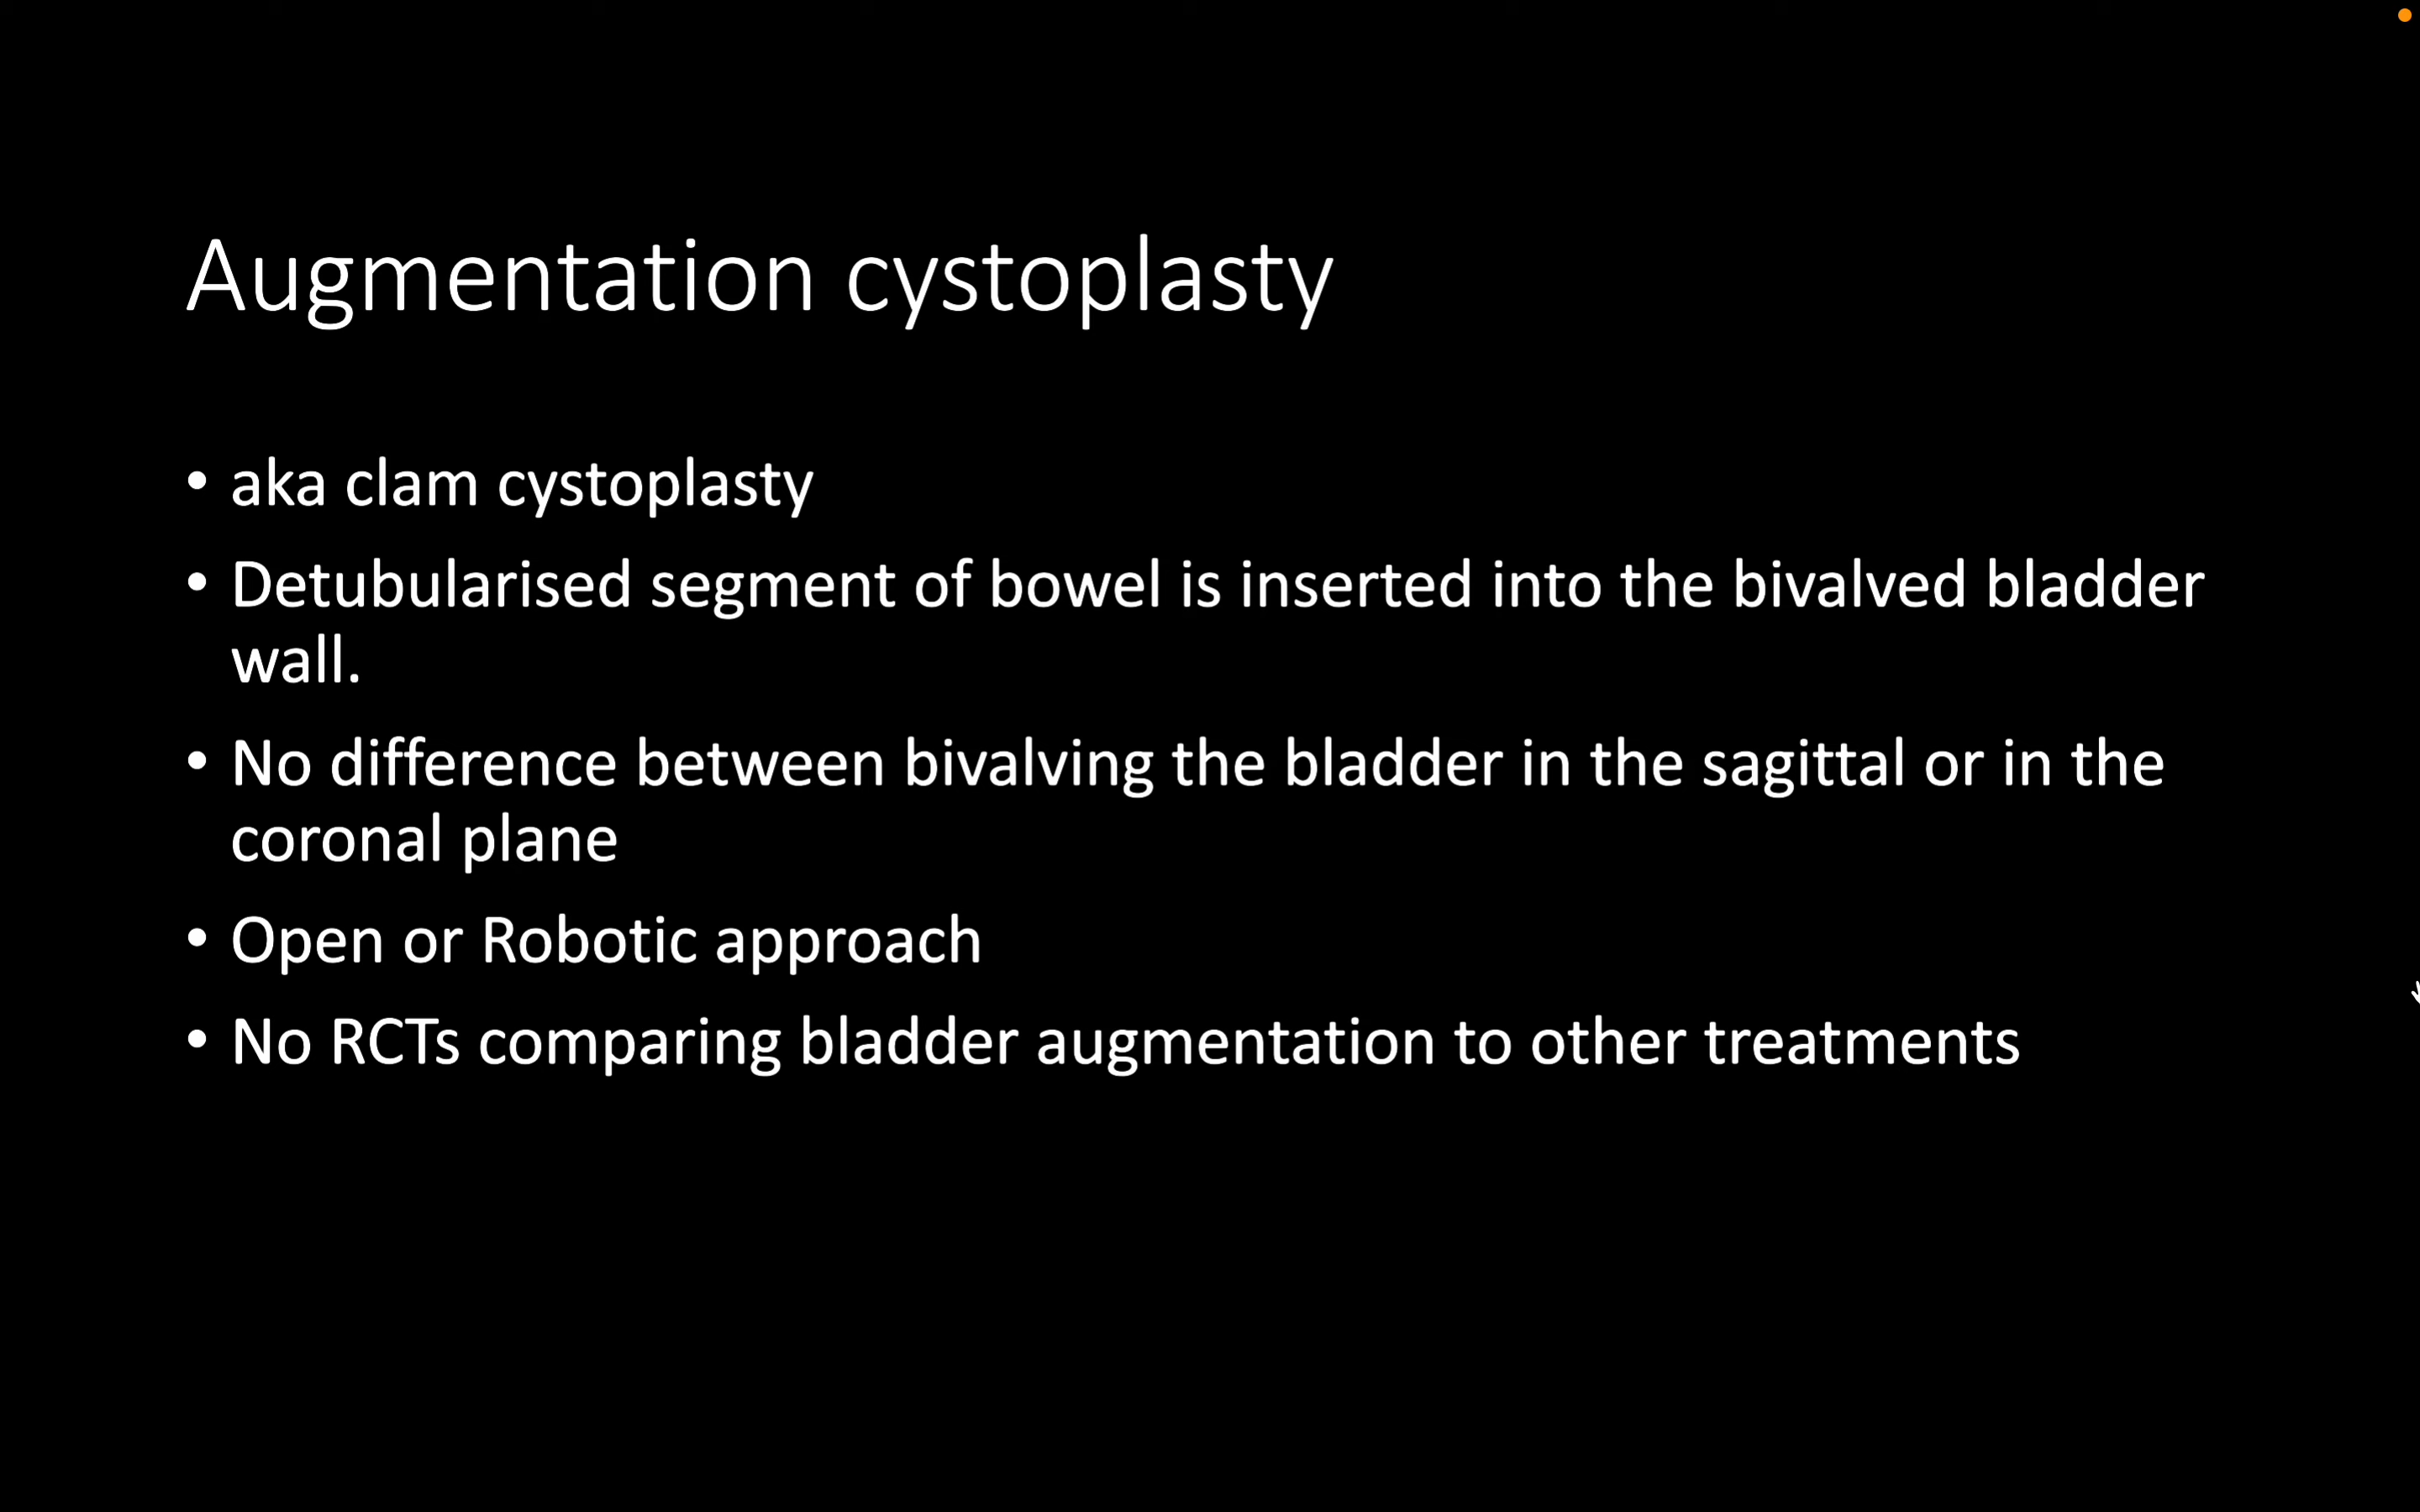 Augmentation cystoplasty
• aka clam cystoplasty
• Detubularised segment of bowel is inserted into the bivalved bladder
wall.
• No difference between bivalving the bladder in the sagittal or in the
coronal plane
• Open or Robotic approach
• No RCTs comparing bladder augmentation to other treatments